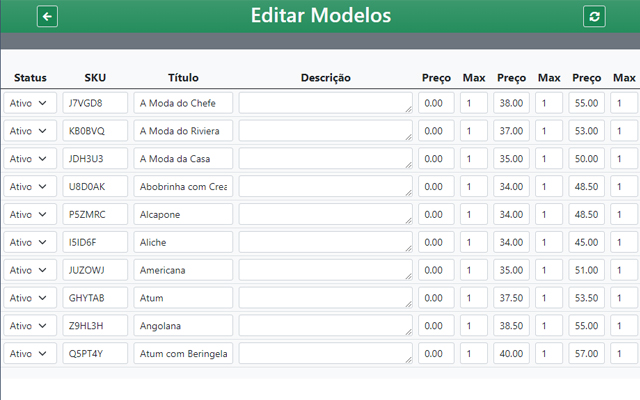 Editar Modelos
Status SKU Título Descrição Preço Max Preço Max Preço Max
Ativo J7VGD8 A Moda do Chefe 0.00 1 38.00 1 55.00 1
Ativo KB0BVQ A Moda do Riviera 0.00 1 37.00 1 53.00 1
Ativo JDH3U3 A Moda da Casa 0.00 1 35.00 1 50.00 1
Ativo U8D0AK Abobrinha com Crea 0.00 1 34.00 1 48.50 1
Ativo P5ZMRC Alcapone 0.00 1 34.00 1 48.50 1
Ativo I5ID6F Aliche 0.00 1 34.00 1 45.00 1
Ativo JUZOWJ Americana 0.00 1 35.00 1 51.00 1
Ativo GHYTAB Atum 0.00 1 37.50 1 53.50 1
Ativo Z9HL3H Angolana 0.00 1 38.50 1 55.00 1
Ativo Q5PT4Y Atum com Beringela 0.00 1 40.00 1 57.00 1